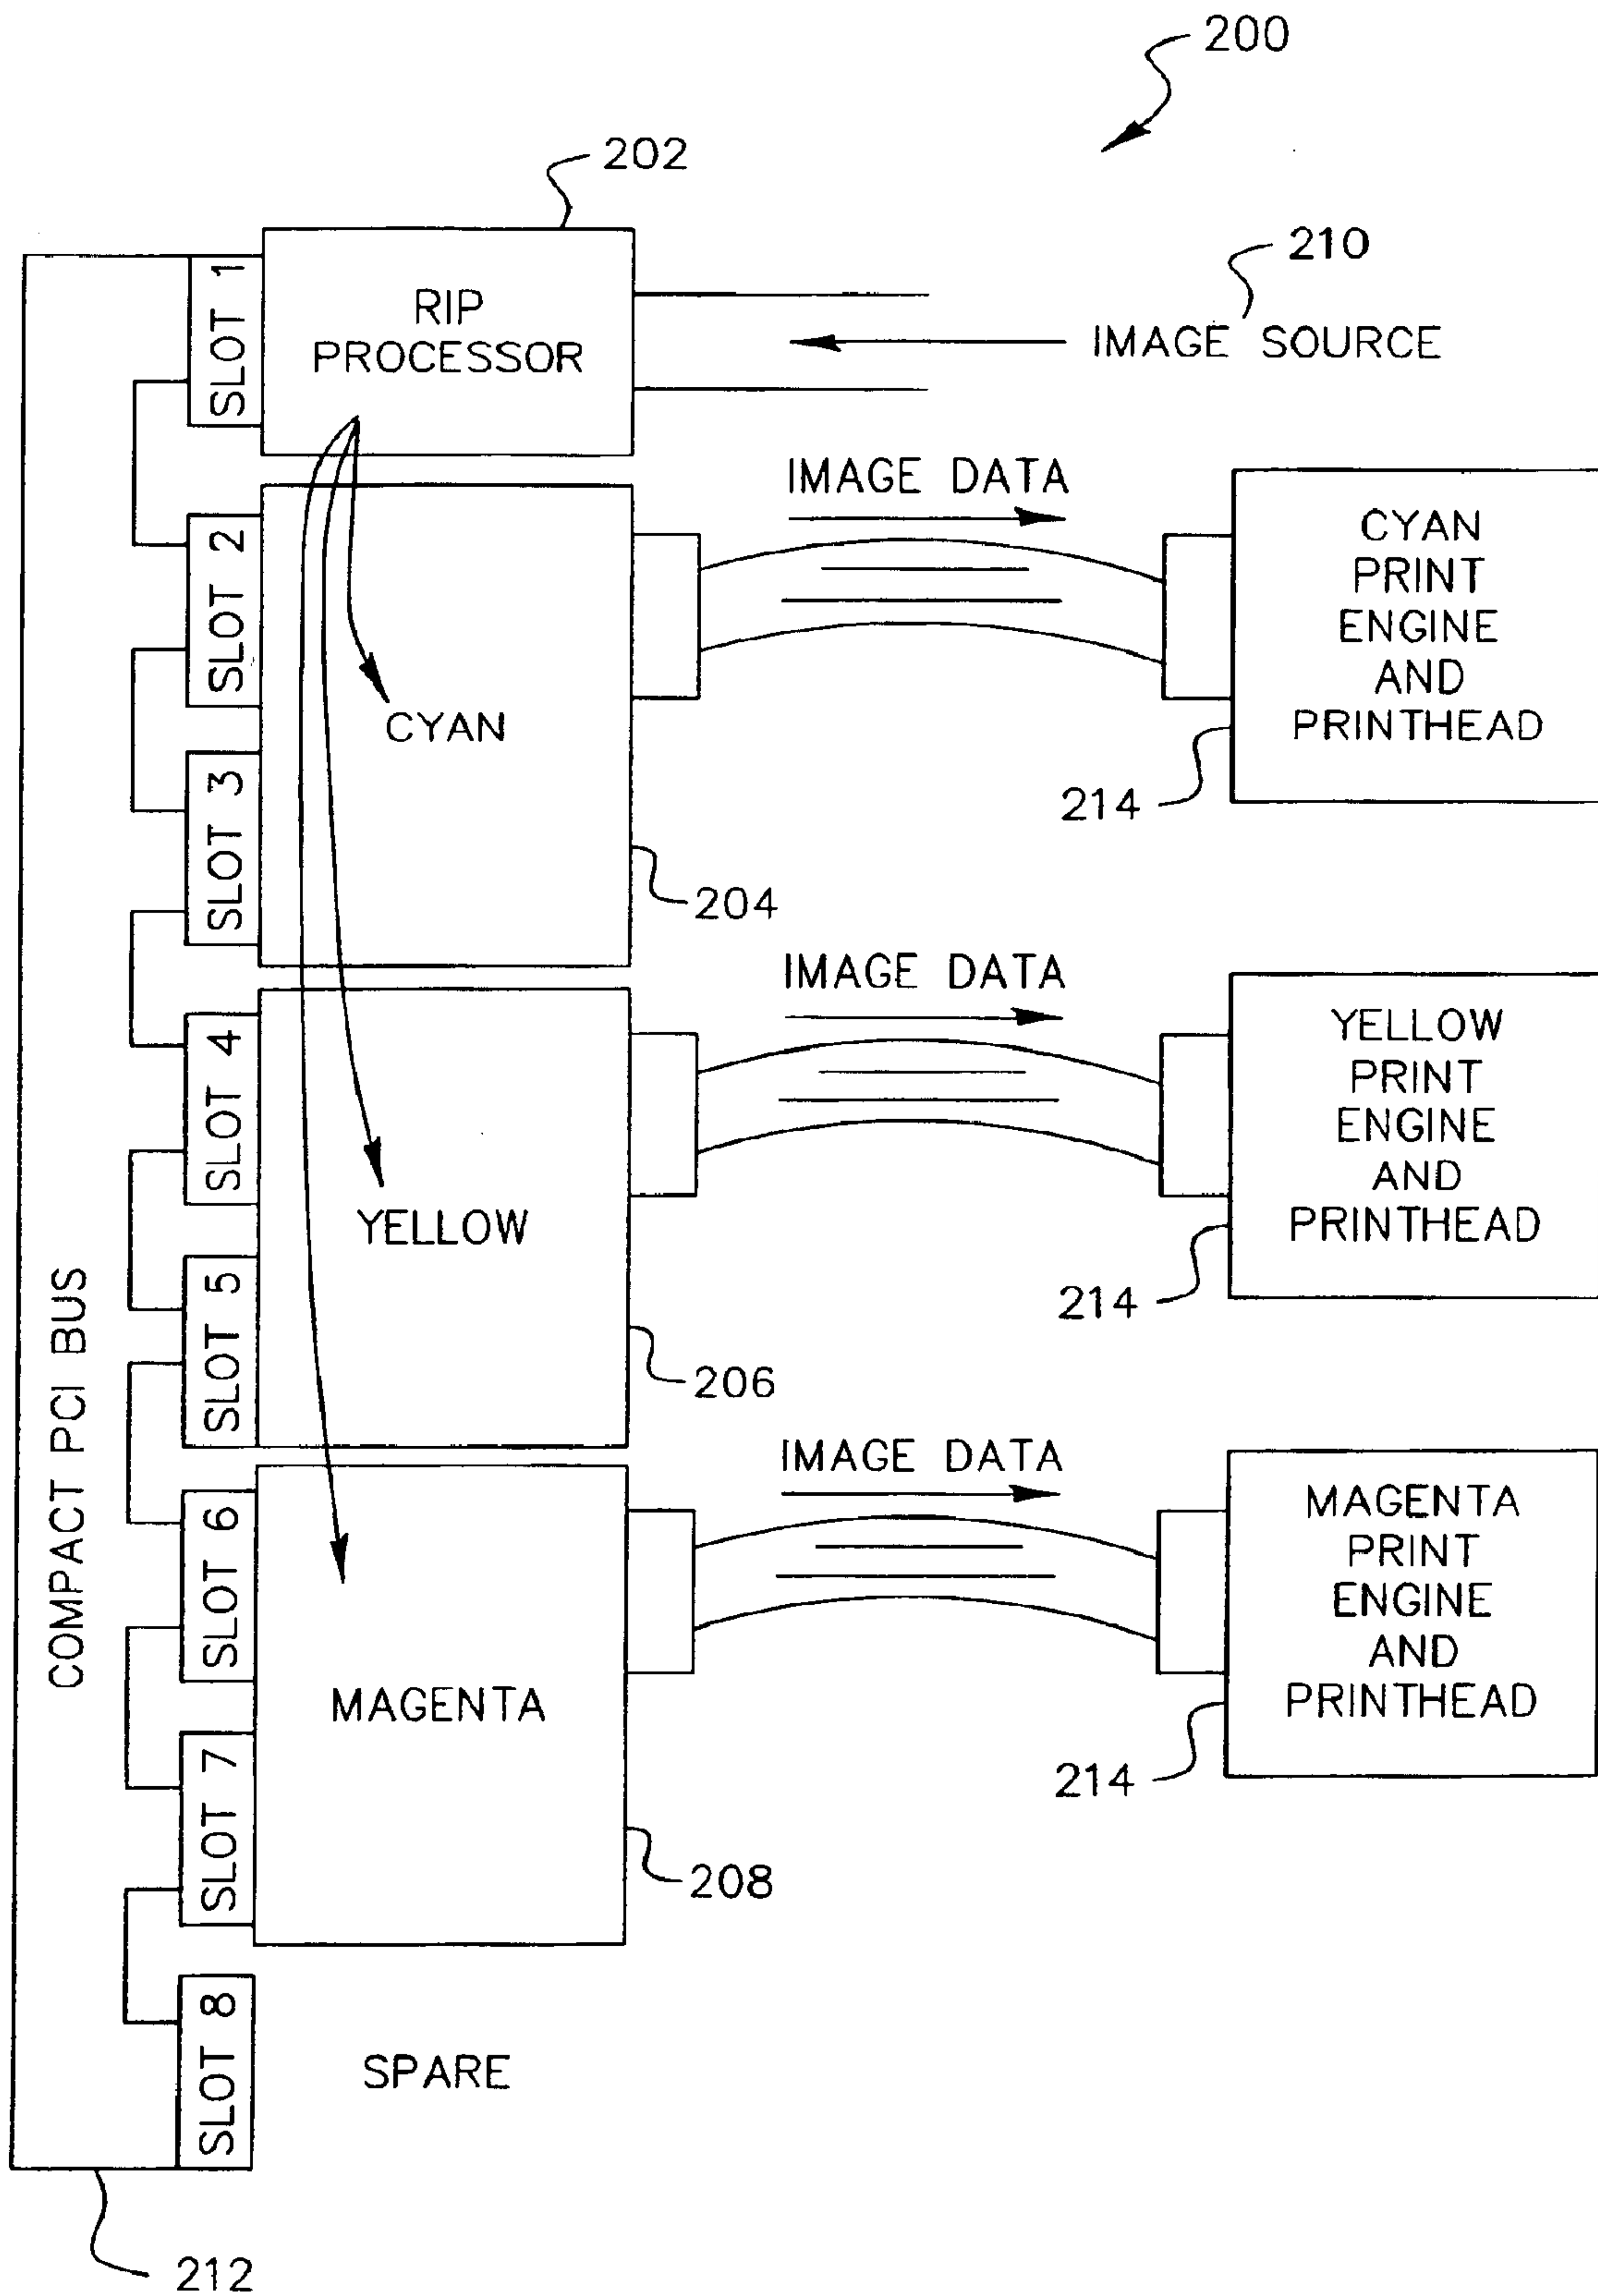 200
202
210
SLOT 1
RIP
PROCESSOR
IMAGE SOURCE
IMAGE DATA
SLOT 2
CYAN
CYAN
PRINT
ENGINE
AND
PRINTHEAD
214
SLOT 3
204
IMAGE DATA
SLOT 4
YELLOW
YELLOW
PRINT
ENGINE
AND
PRINTHEAD
214
SLOT 5
206
COMPACT PCI BUS
IMAGE DATA
SLOT 6
MAGENTA
MAGENTA
PRINT
ENGINE
AND
PRINTHEAD
214
SLOT 7
208
SLOT 8
SPARE
212